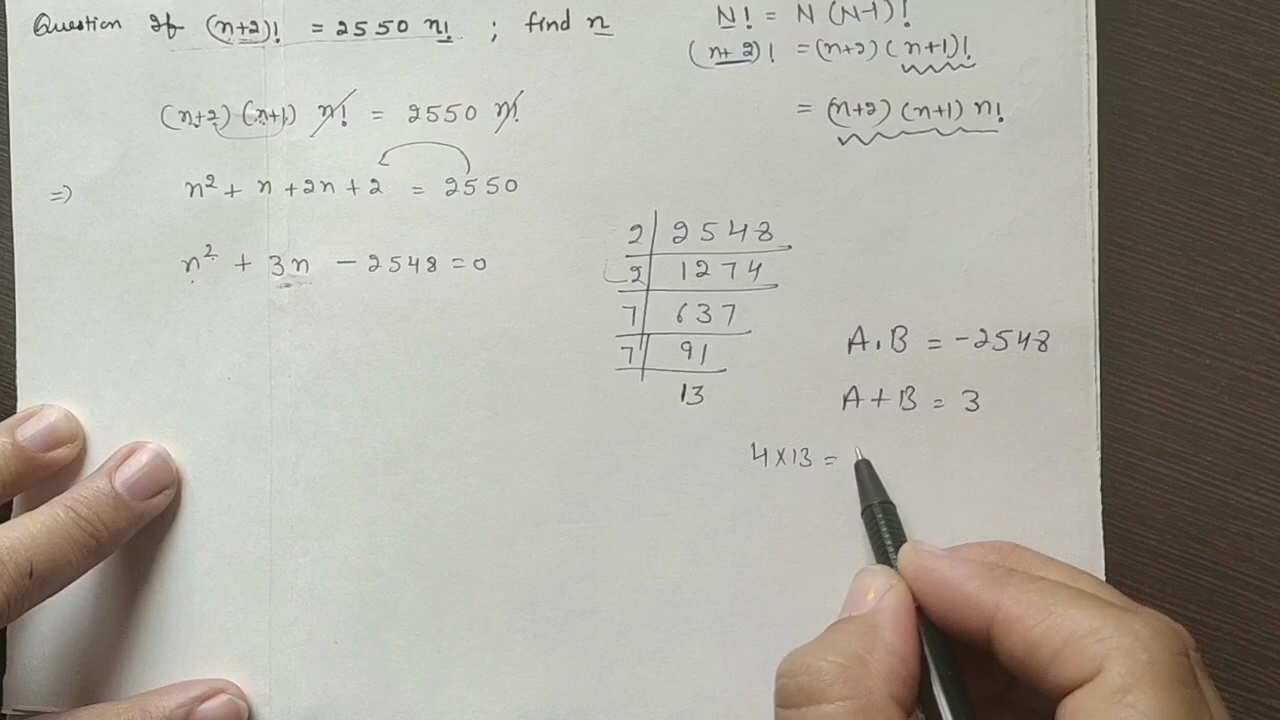 Question If (n+2)! = 2550 n! ; find n
(n+2) (n+1) n! = 2550 n!
=) n² + n + 2n + 2 = 2550
n² + 3n - 2548 = 0
N! = N (N-1)!
(n+2)! = (n+2) (n+1)!
= (n+2) (n+1) n!
2 | 2548
2 | 1274
7 | 637
7 | 91
13
A.B = -2548
A + B = 3
4 x 13 =